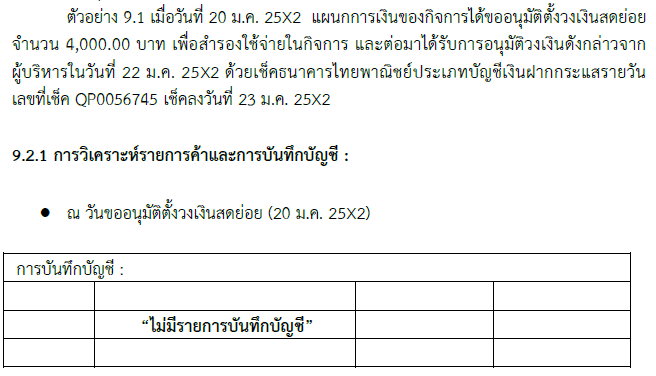 ตัวอย่าง 9.1 เมื่อวันที่ 20 ม.ค. 25X2 แผนกการเงินของกิจการได้ขออนุมัติตั้งวงเงินสดย่อย
จำนวน 4,000.00 บาท เพื่อสำรองใช้จ่ายในกิจการ และต่อมาได้รับการอนุมัติวงเงินดังกล่าวจาก
ผู้บริหารในวันที่ 22 ม.ค. 25X2 ด้วยเช็คธนาคารไทยพาณิชย์ประเภทบัญชีเงินฝากกระแสรายวัน
เลขที่เช็ค QP0056745 เช็คลงวันที่ 23 ม.ค. 25X2
9.2.1 การวิเคราะห์รายการค้าและการบันทึกบัญชี :
● ณ วันขออนุมัติตั้งวงเงินสดย่อย (20 ม.ค. 25X2)
การบันทึกบัญชี :
“ไม่มีรายการบันทึกบัญชี”